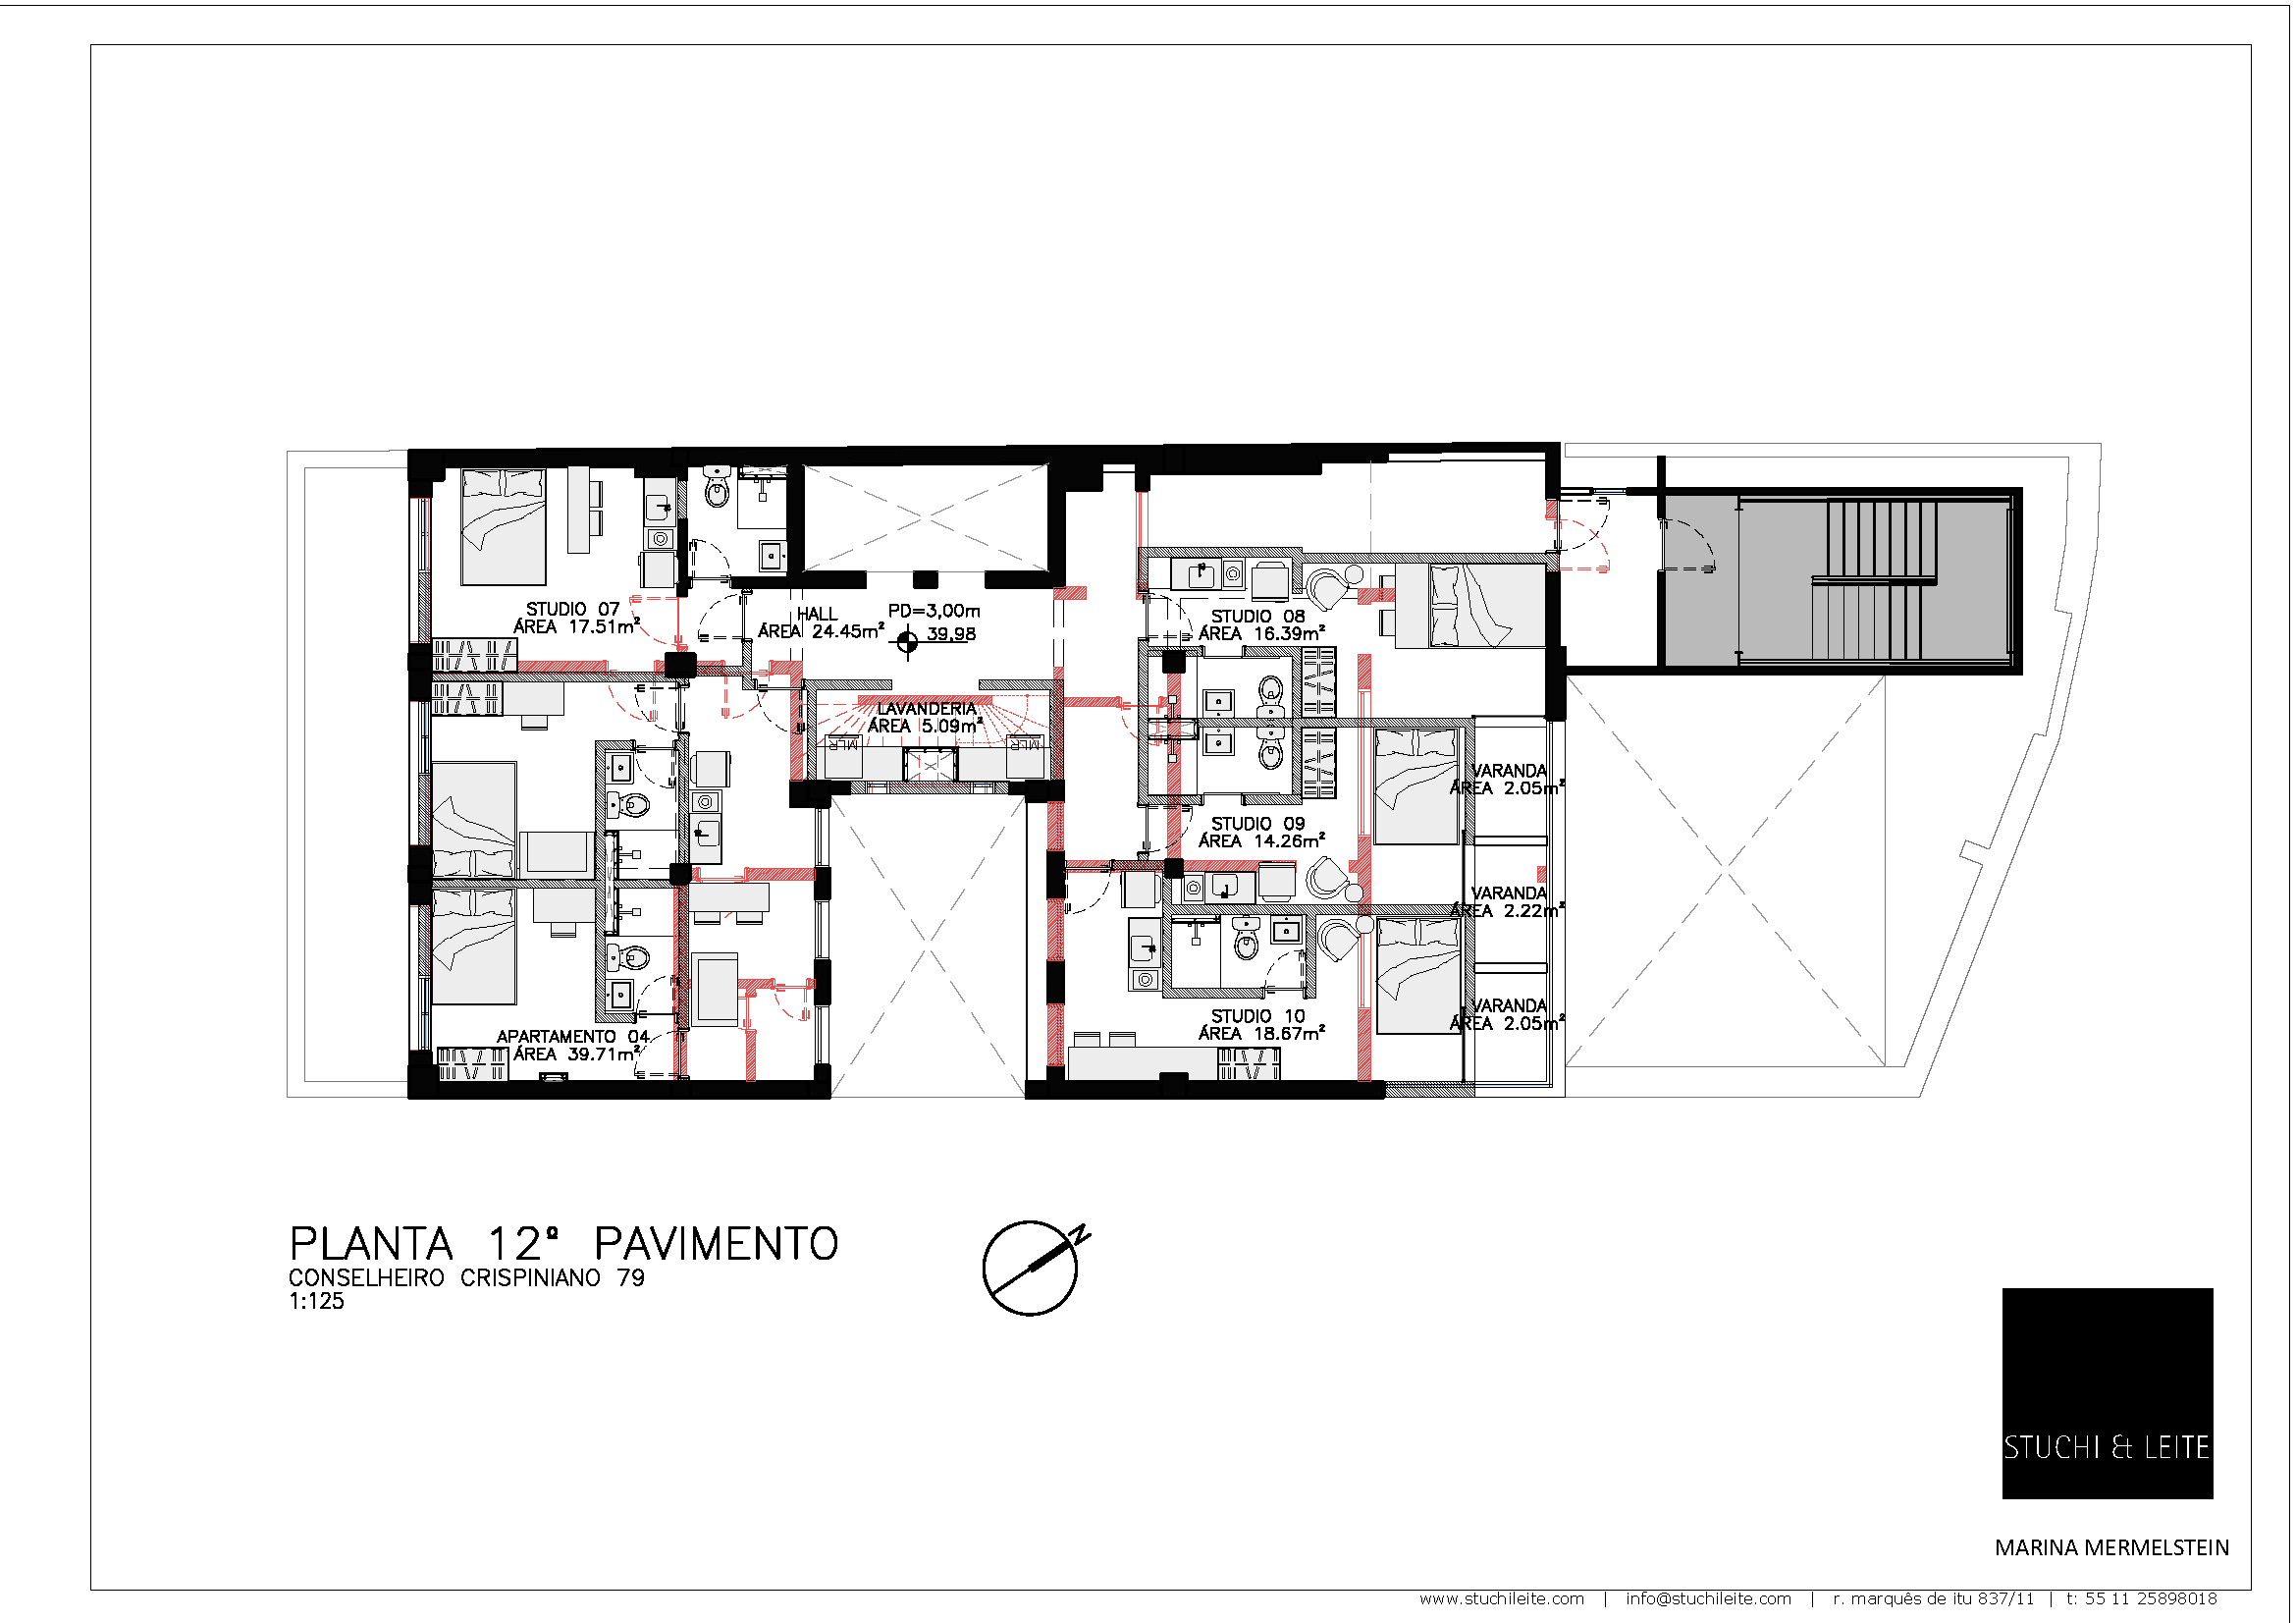 STUDIO 07
ÁREA 17.51m²
HALL
ÁREA 24.45m²
PD=3,00m
39,98
STUDIO 08
ÁREA 16.39m²
LAVANDERIA
ÁREA 5.09m²
MLR
MLR
VARANDA
ÁREA 2.05m²
STUDIO 09
ÁREA 14.26m²
VARANDA
ÁREA 2.22m²
VARANDA
ÁREA 2.05m²
STUDIO 10
ÁREA 18.67m²
APARTAMENTO 04
ÁREA 39.71m²
PLANTA 12º PAVIMENTO
CONSELHEIRO CRISPINIANO 79
1:125
N
STUCHI & LEITE
MARINA MERMELSTEIN
www.stuchileite.com | info@stuchileite.com | r. marquês de itu 837/11 | t: 55 11 25898018